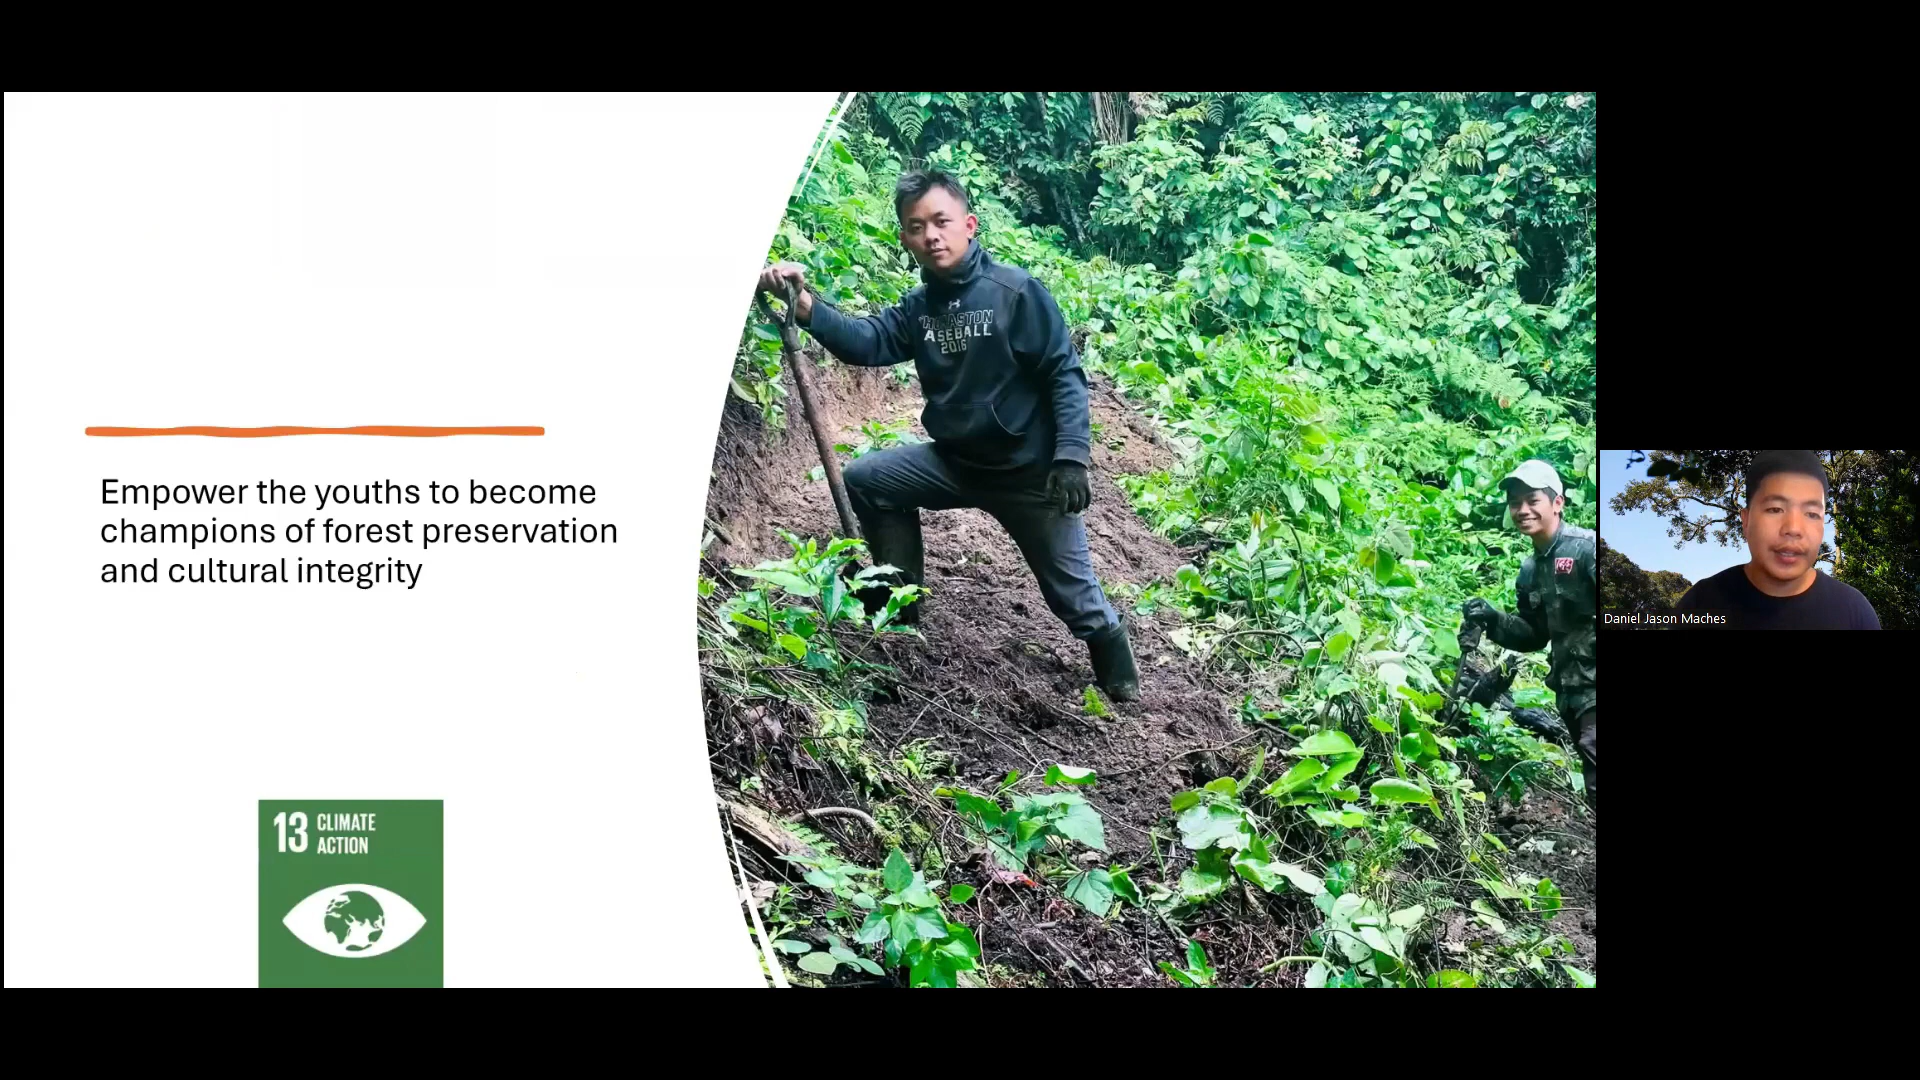 Empower the youths to become
champions of forest preservation
and cultural integrity
13 CLIMATE
ACTION
ASEBALL
2016
Daniel Jason Maches